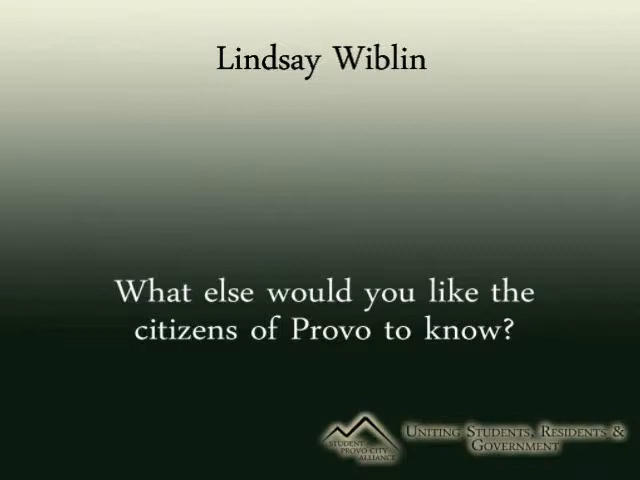 Lindsay Wiblin
What else would you like the
citizens of Provo to know?
STUDENT
PROVO CITY
ALLIANCE
UNITING STUDENTS, RESIDENTS &
GOVERNMENT